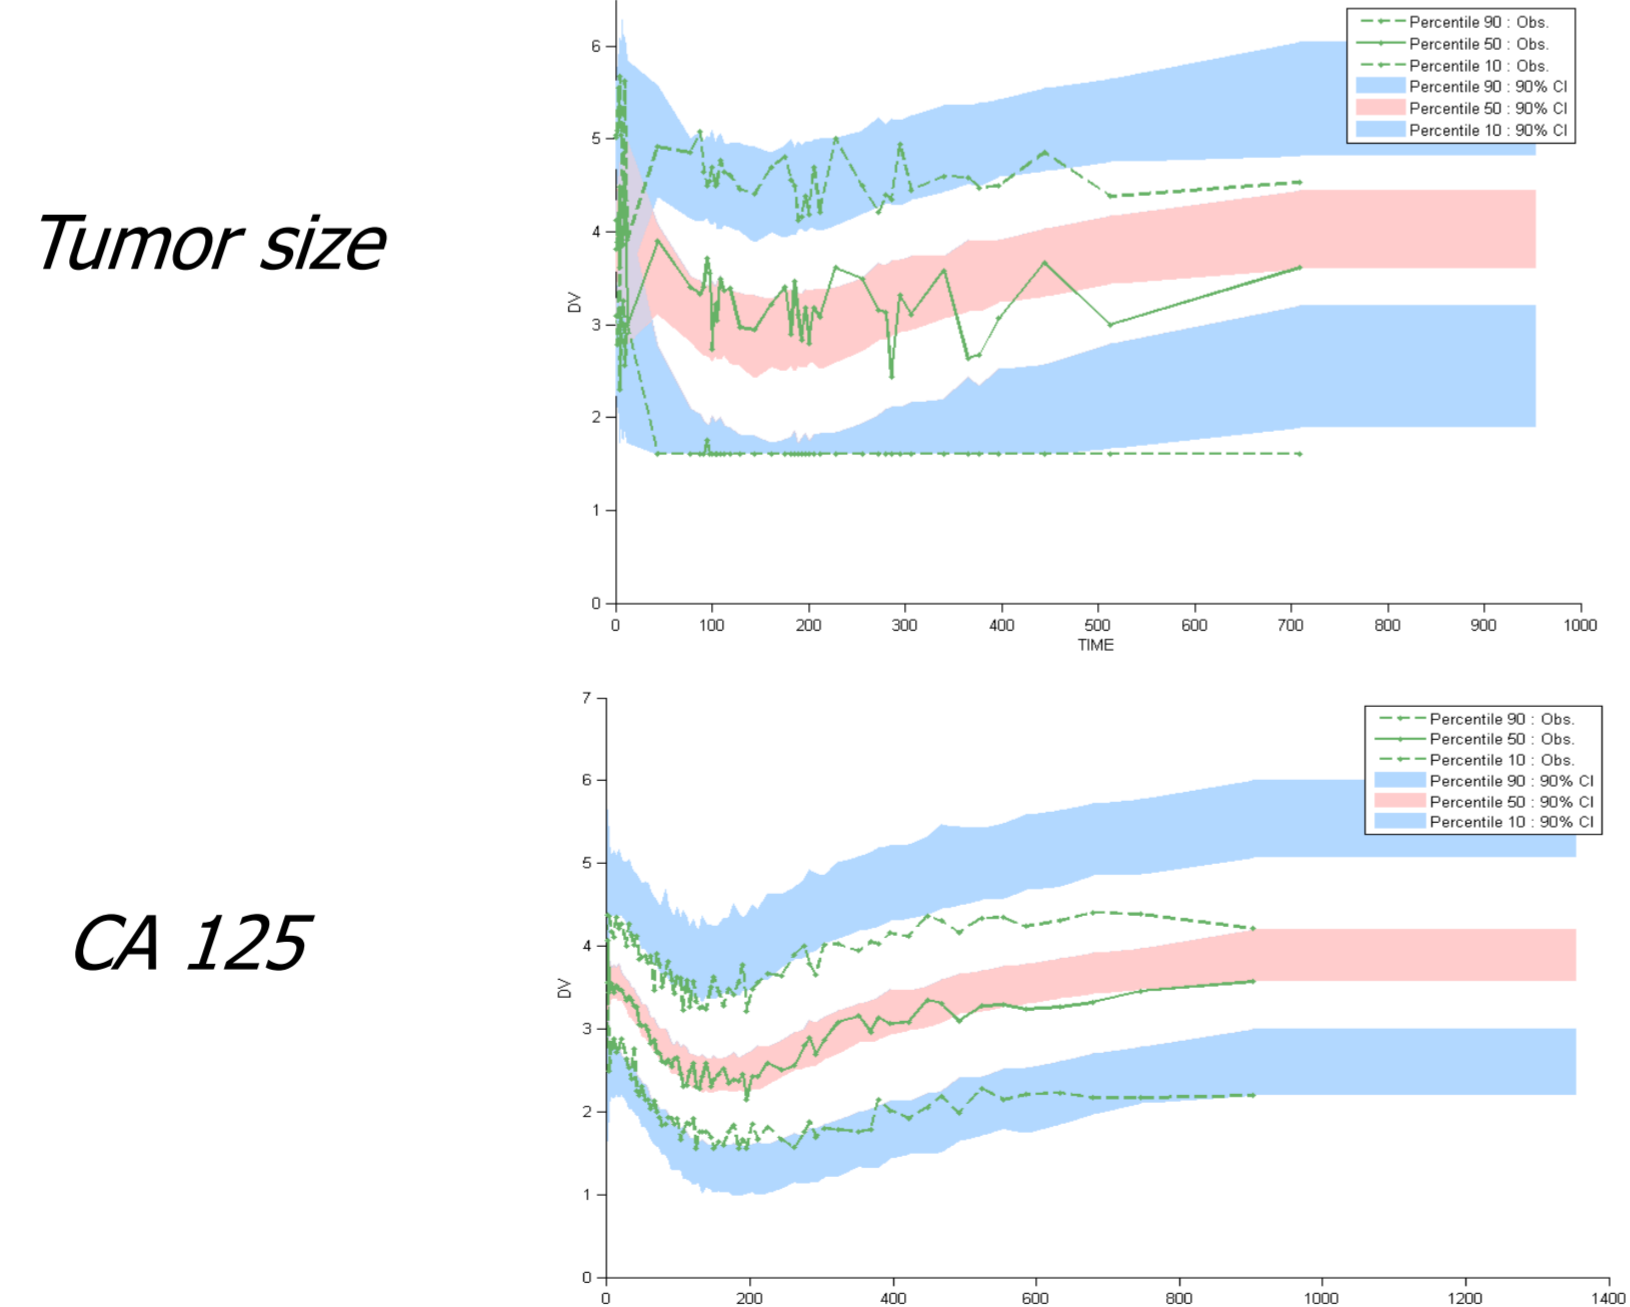 Tumor size
6
5
4
3
2
1
0
DV
0 100 200 300 400 500 600 700 800 900 1000
TIME
Percentile 90 : Obs.
Percentile 50 : Obs.
Percentile 10 : Obs.
Percentile 90 : 90% CI
Percentile 50 : 90% CI
Percentile 10 : 90% CI
CA 125
7
6
5
4
3
2
1
0
DV
0 200 400 600 800 1000 1200 1400
Percentile 90 : Obs.
Percentile 50 : Obs.
Percentile 10 : Obs.
Percentile 90 : 90% CI
Percentile 50 : 90% CI
Percentile 10 : 90% CI